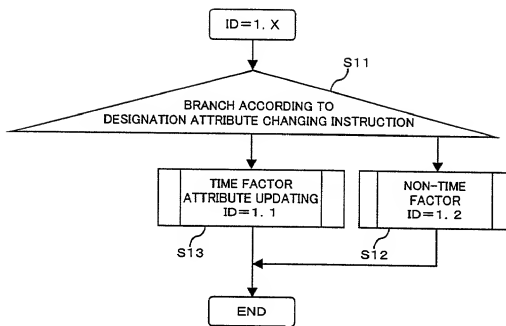 ID=1. X
S11
BRANCH ACCORDING TO
DESIGNATION ATTRIBUTE CHANGING INSTRUCTION
TIME FACTOR
ATTRIBUTE UPDATING
ID=1. 1
S13
NON-TIME
FACTOR
ID=1. 2
S12
END